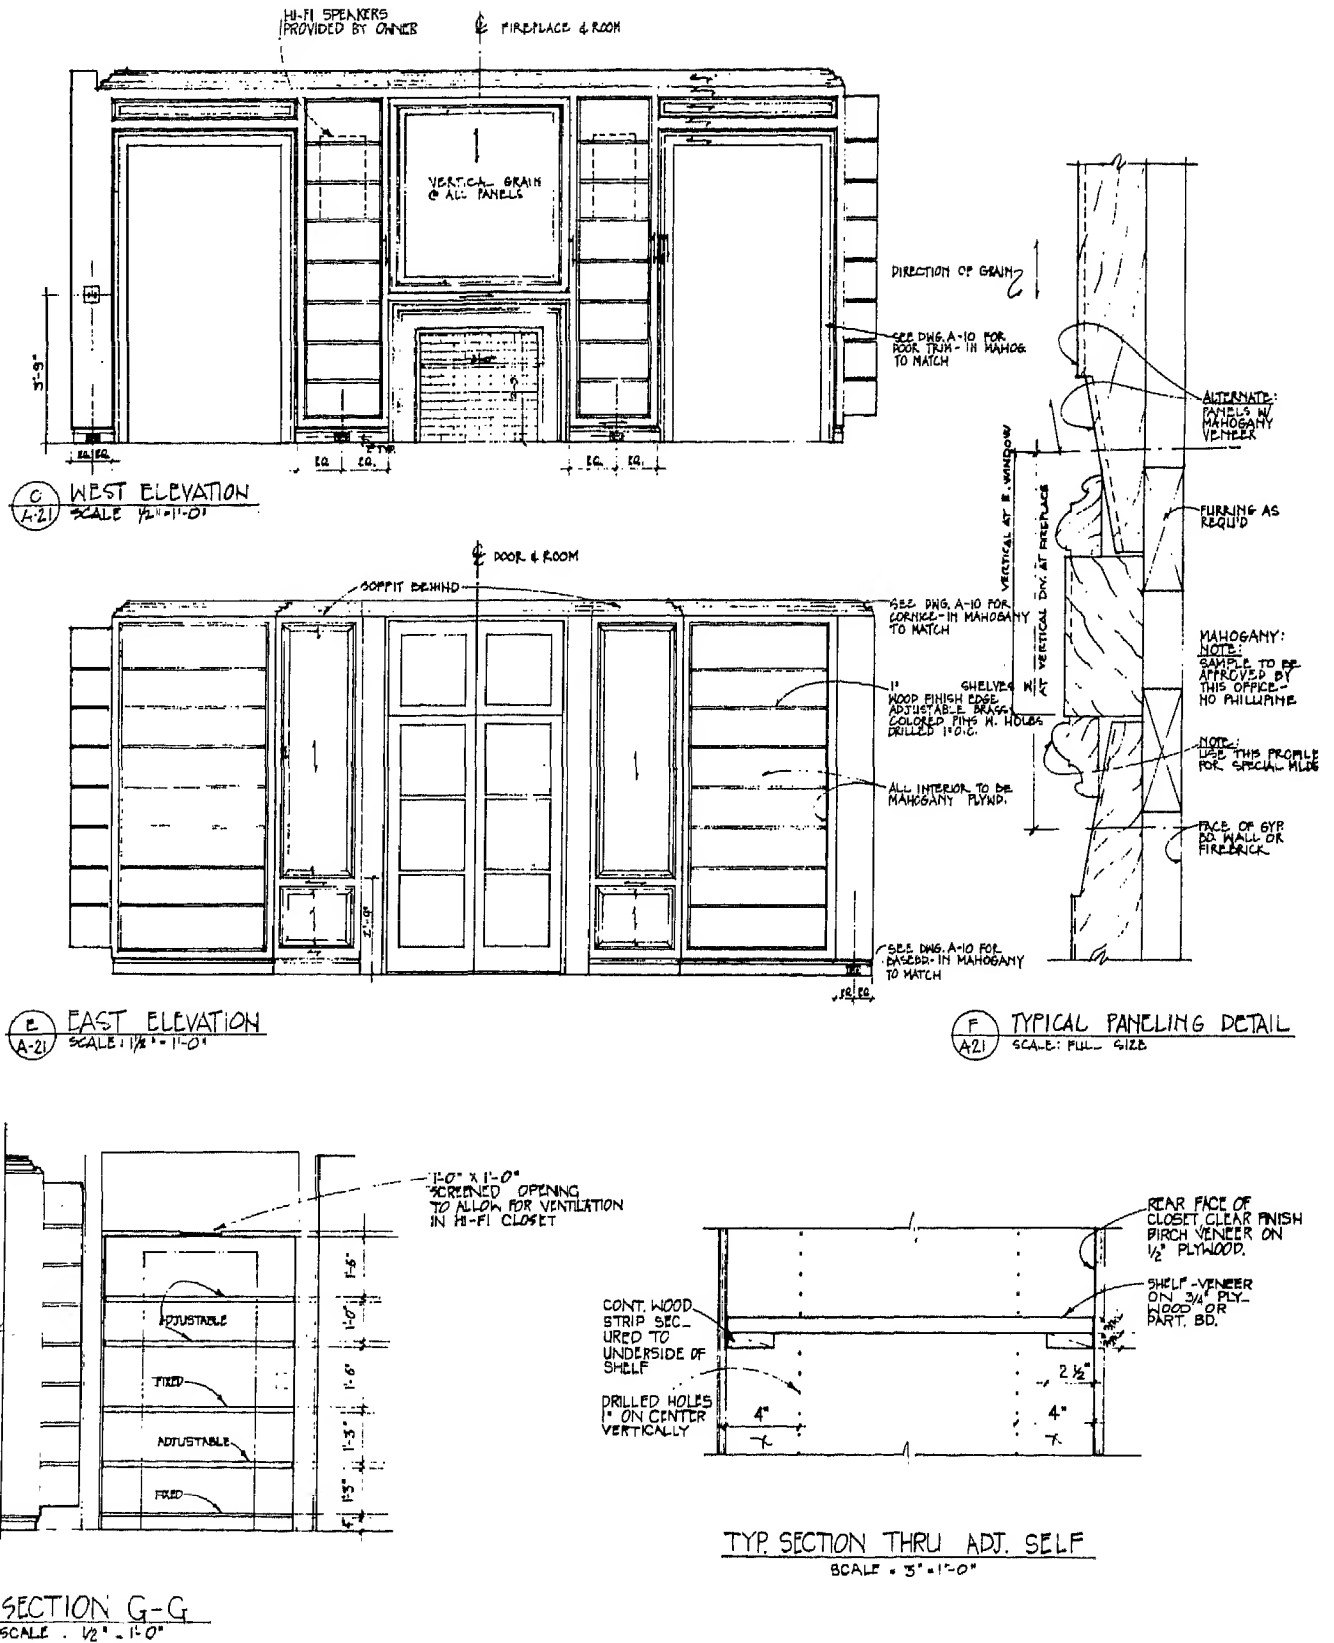 HI-FI SPEAKERS
PROVIDED BY OWNER
℄ FIREPLACE & ROOM
VERTICAL GRAIN
@ ALL PANELS
3'-9"
EQ. EQ.
EQ. EQ.
2" TYP.
EQ. EQ.
SEE DWG. A-10 FOR
DOOR TRIM - IN MAHOG.
TO MATCH
C
A-21
WEST ELEVATION
SCALE 1/2"=1'-0"
DIRECTION OF GRAIN
ALTERNATE:
PANELS W/
MAHOGANY
VENEER
VERTICAL AT E. WINDOW
AT VERTICAL DIV. AT FIREPLACE
FURRING AS
REQU'D
MAHOGANY:
NOTE:
SAMPLE TO BE
APPROVED BY
THIS OFFICE-
NO PHILLIPINE
NOTE:
USE THIS PROFILE
FOR SPECIAL MLDG
FACE OF GYP.
BD. WALL OR
FIREBRICK
F
A21
TYPICAL PANELING DETAIL
SCALE: FULL SIZE
℄ DOOR & ROOM
SOFFIT BEHIND
SEE DWG. A-10 FOR
CORNICE-IN MAHOGANY
TO MATCH
1" SHELVES W/
WOOD FINISH EDGE
ADJUSTABLE BRASS
COLORED PINS W. HOLES
DRILLED 1" O.C.
ALL INTERIOR TO BE
MAHOGANY PLYWD.
2'-9"
SEE DWG. A-10 FOR
BASEBD.-IN MAHOGANY
TO MATCH
EQ. EQ.
E
A-21
EAST ELEVATION
SCALE: 1/2" = 1'-0"
1'-0" X 1'-0"
SCREENED OPENING
TO ALLOW FOR VENTILATION
IN HI-FI CLOSET
1'-6"
ADJUSTABLE
1'-0"
1'-6"
FIXED
1'-3"
ADJUSTABLE
1'-3"
FIXED
4"
SECTION G-G
SCALE . 1/2" = 1'-0"
REAR FACE OF
CLOSET, CLEAR FINISH
BIRCH VENEER ON
1/2" PLYWOOD.
SHELF-VENEER
ON 3/4" PLY-
WOOD OR
PART. BD.
CONT. WOOD
STRIP SEC-
URED TO
UNDERSIDE OF
SHELF
DRILLED HOLES
1" ON CENTER
VERTICALLY
2 1/2"
4"
4"
TYP. SECTION THRU ADJ. SELF
SCALE = 3"=1'-0"